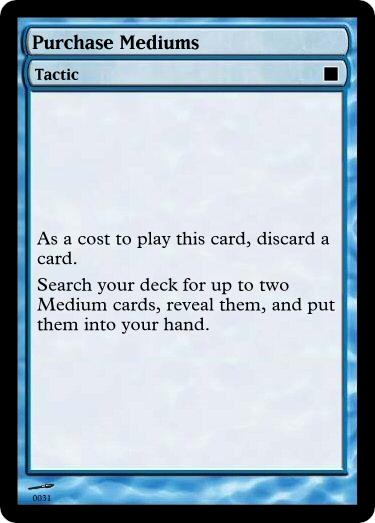 Purchase Mediums
Tactic
As a cost to play this card, discard a
card.
Search your deck for up to two
Medium cards, reveal them, and put
them into your hand.
0031